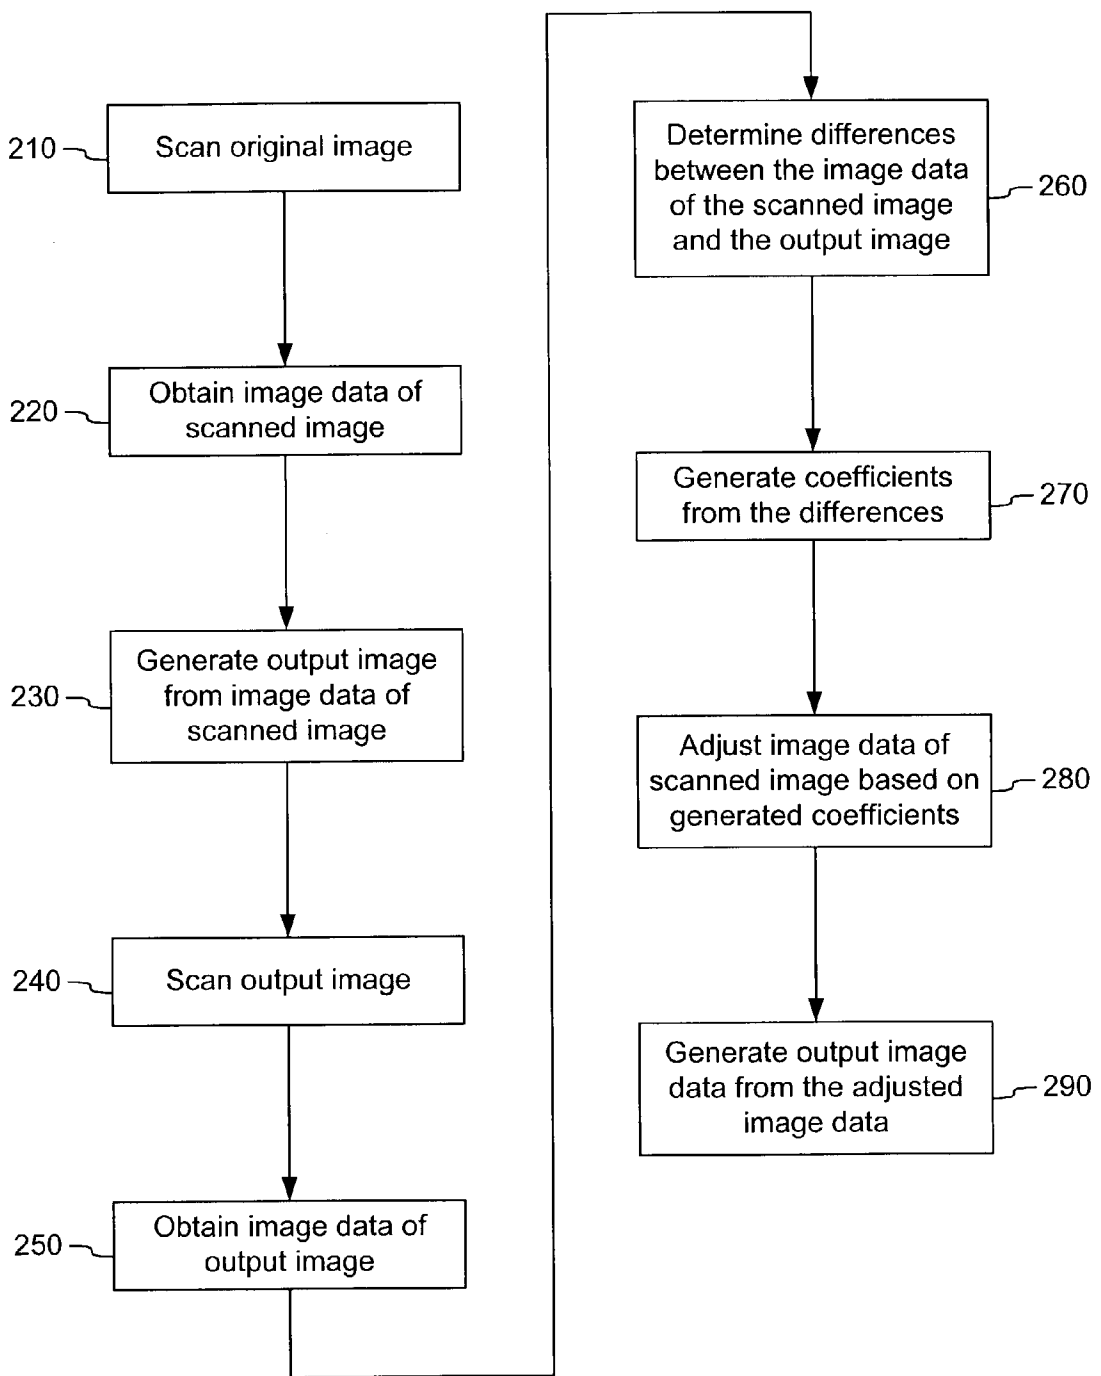 210
Scan original image
220
Obtain image data of
scanned image
230
Generate output image
from image data of
scanned image
240
Scan output image
250
Obtain image data of
output image
Determine differences
between the image data
of the scanned image
and the output image
260
Generate coefficients
from the differences
270
Adjust image data of
scanned image based on
generated coefficients
280
Generate output image
data from the adjusted
image data
290